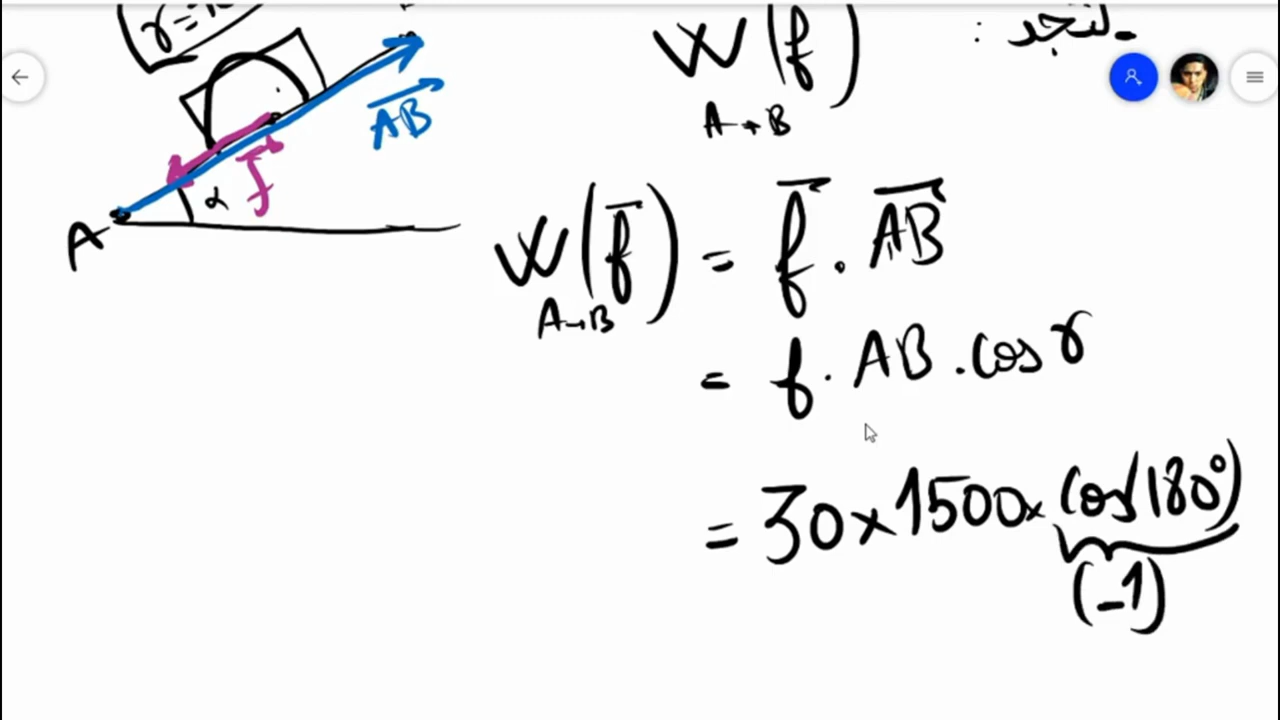 لنجد :
W(f)
A→B
AB
f
α
A
W(f) = f . AB
A→B
= f . AB . cos γ
= 30 × 1500 × cos(180°)
(-1)